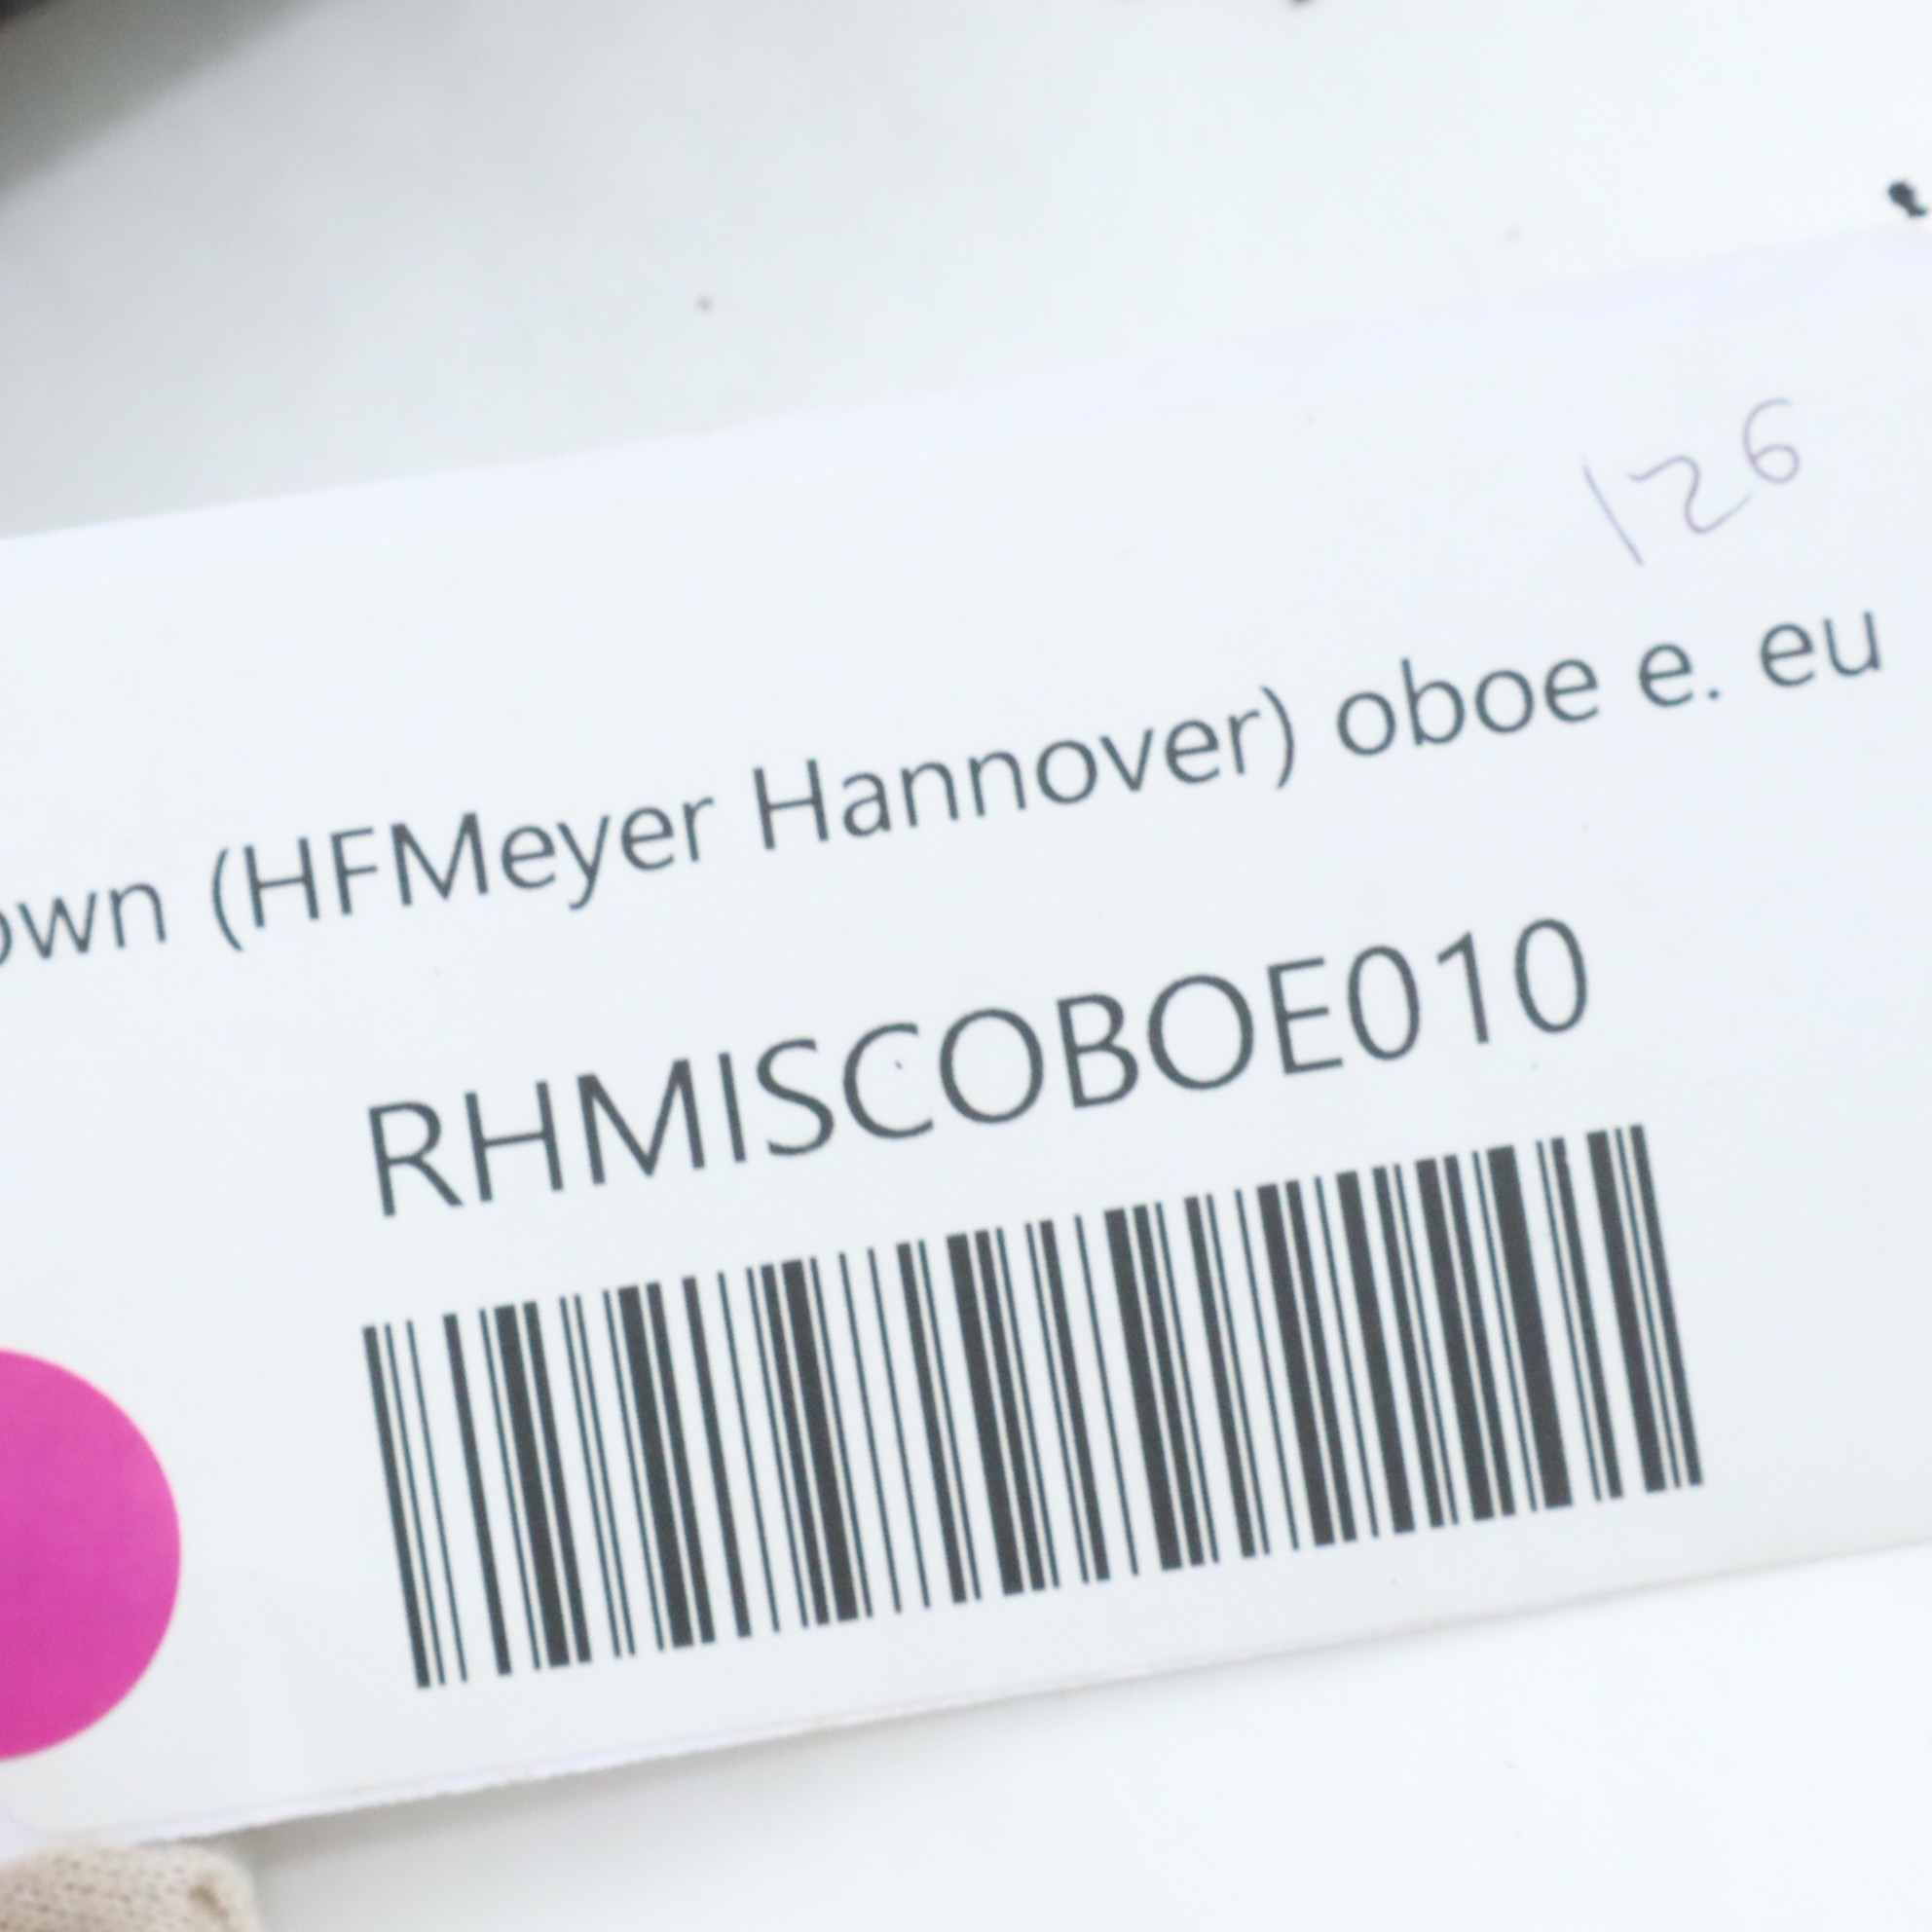 126
own (HFMeyer Hannover) oboe e. eu
RHMISCOBOE010